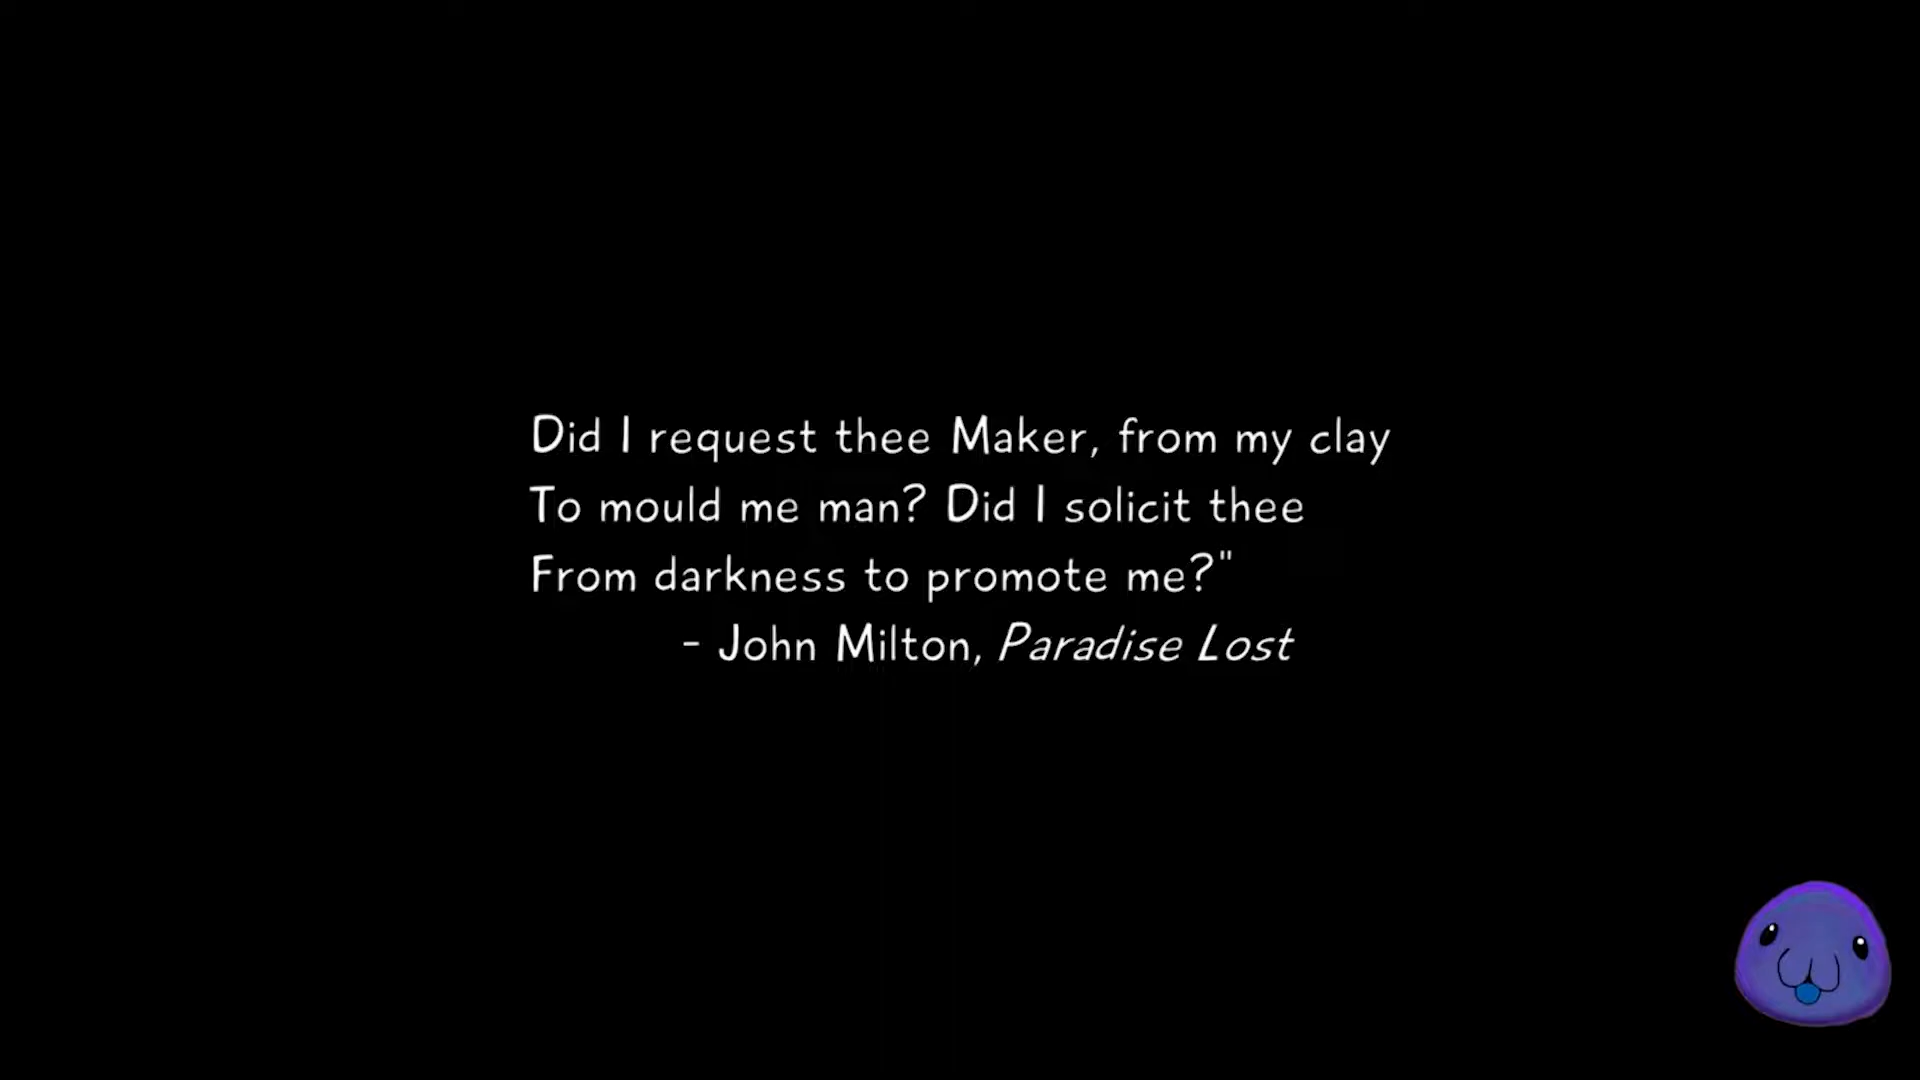 Did I request thee Maker, from my clay
To mould me man? Did I solicit thee
From darkness to promote me?"
- John Milton, Paradise Lost